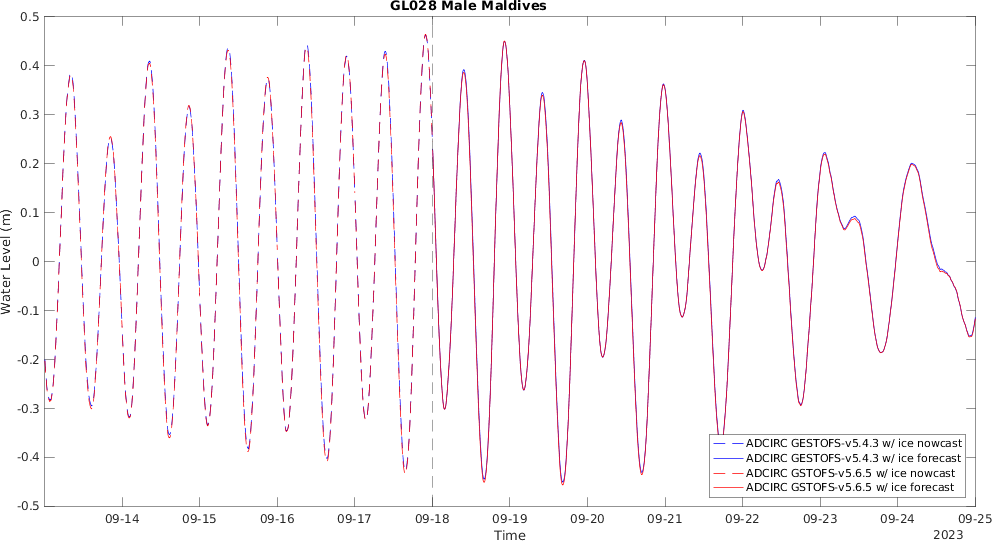 GL028 Male Maldives
Water Level (m)
0.5
0.4
0.3
0.2
0.1
0
-0.1
-0.2
-0.3
-0.4
-0.5
ADCIRC GESTOFS-v5.4.3 w/ ice nowcast
ADCIRC GESTOFS-v5.4.3 w/ ice forecast
ADCIRC GSTOFS-v5.6.5 w/ ice nowcast
ADCIRC GSTOFS-v5.6.5 w/ ice forecast
09-14 09-15 09-16 09-17 09-18 09-19 09-20 09-21 09-22 09-23 09-24 09-25
Time
2023